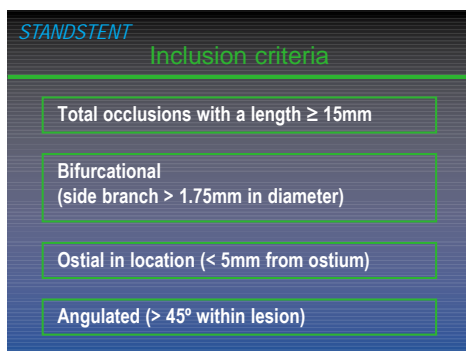 STANDSTENT
Inclusion criteria
Total occlusions with a length ≥ 15mm
Bifurcational
(side branch > 1.75mm in diameter)
Ostial in location (< 5mm from ostium)
Angulated (> 45º within lesion)